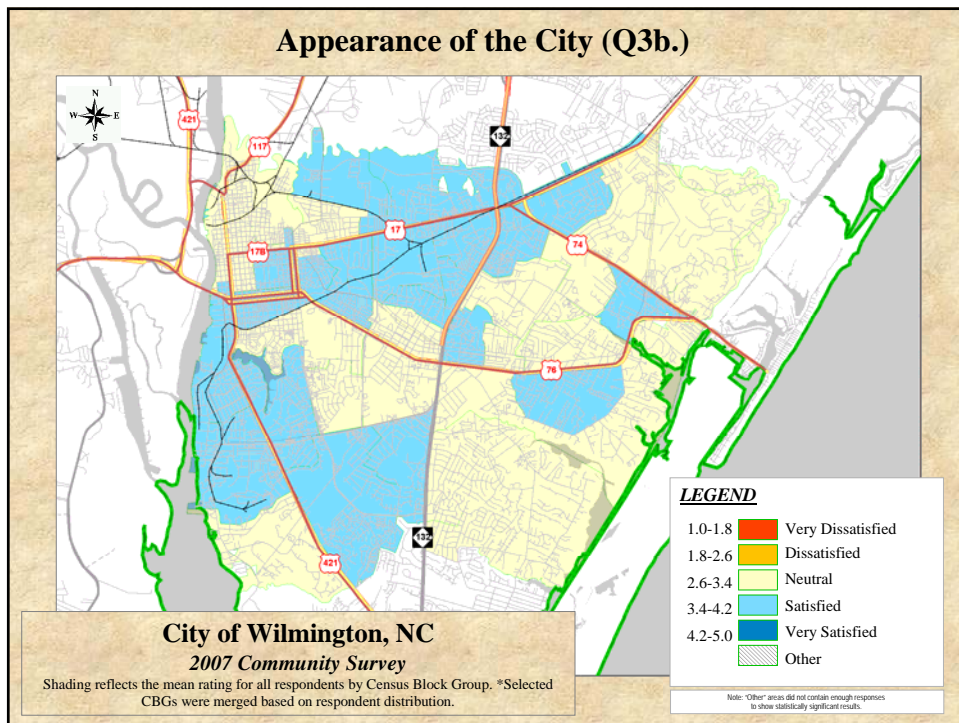 Appearance of the City (Q3b.)
N
W E
S
421
117
132
17
17B
74
76
132
421
LEGEND
1.0-1.8 Very Dissatisfied
1.8-2.6 Dissatisfied
2.6-3.4 Neutral
3.4-4.2 Satisfied
4.2-5.0 Very Satisfied
Other
City of Wilmington, NC
2007 Community Survey
Shading reflects the mean rating for all respondents by Census Block Group. *Selected
CBGs were merged based on respondent distribution.
Note: "Other" areas did not contain enough responses
to show statistically significant results.